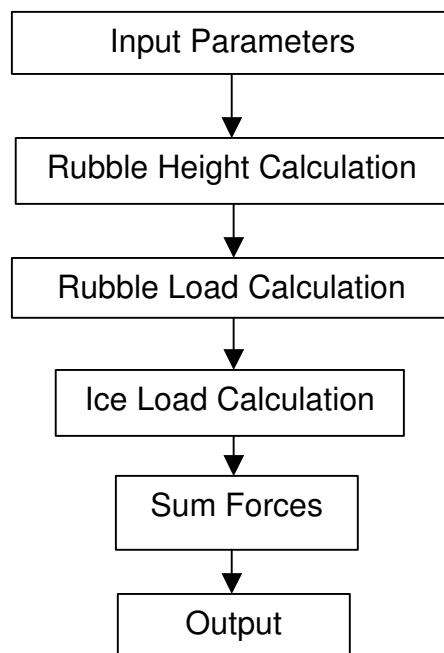 Input Parameters
Rubble Height Calculation
Rubble Load Calculation
Ice Load Calculation
Sum Forces
Output